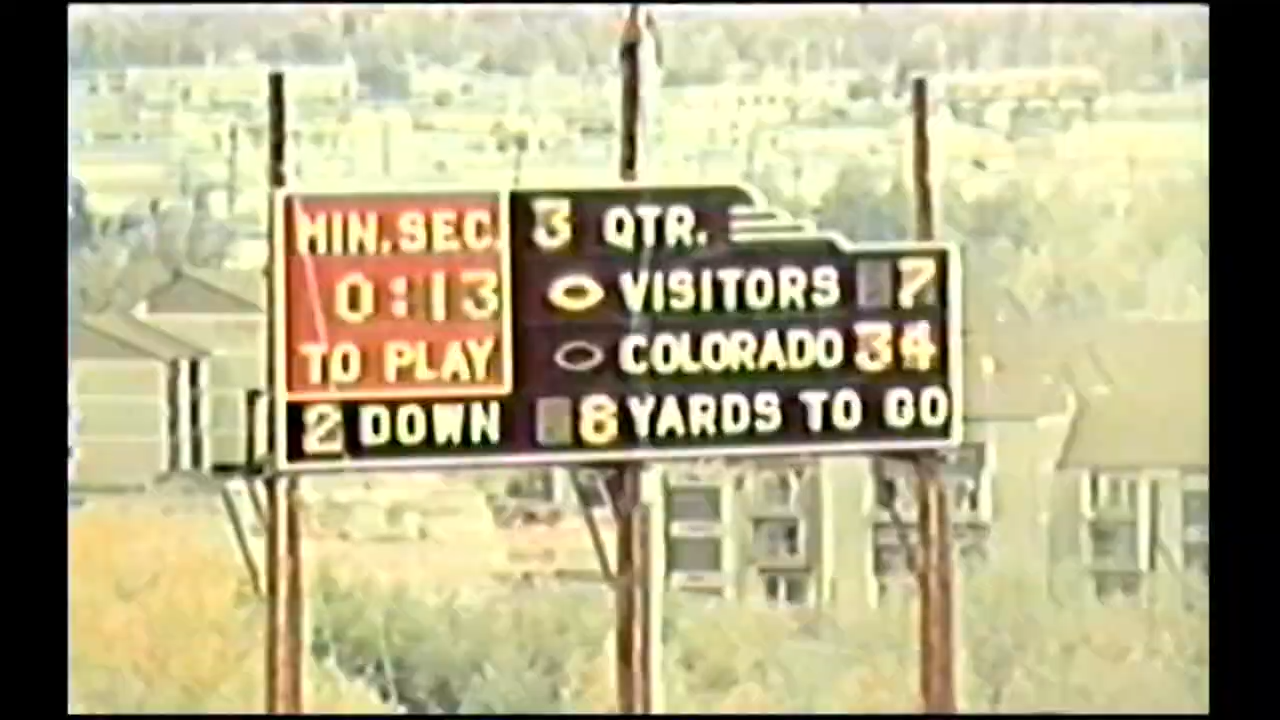 MIN. SEC. 3 QTR.
0:13 VISITORS 7
TO PLAY COLORADO 34
2 DOWN 8 YARDS TO GO